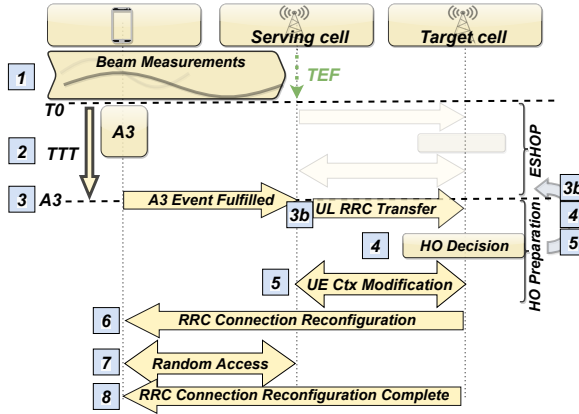 Serving cell
Target cell
1
Beam Measurements
TEF
T0
A3
2
TTT
ESHOP
3
A3
A3 Event Fulfilled
3b
UL RRC Transfer
3b
4
HO Decision
4
HO Preparation
5
5
UE Ctx Modification
6
RRC Connection Reconfiguration
7
Random Access
8
RRC Connection Reconfiguration Complete